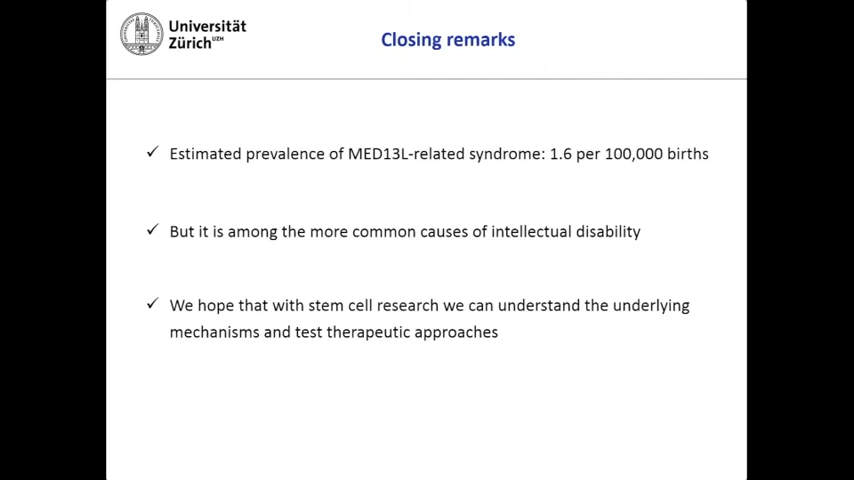 Universität
Zürich UZH
Closing remarks
✓ Estimated prevalence of MED13L-related syndrome: 1.6 per 100,000 births
✓ But it is among the more common causes of intellectual disability
✓ We hope that with stem cell research we can understand the underlying
mechanisms and test therapeutic approaches